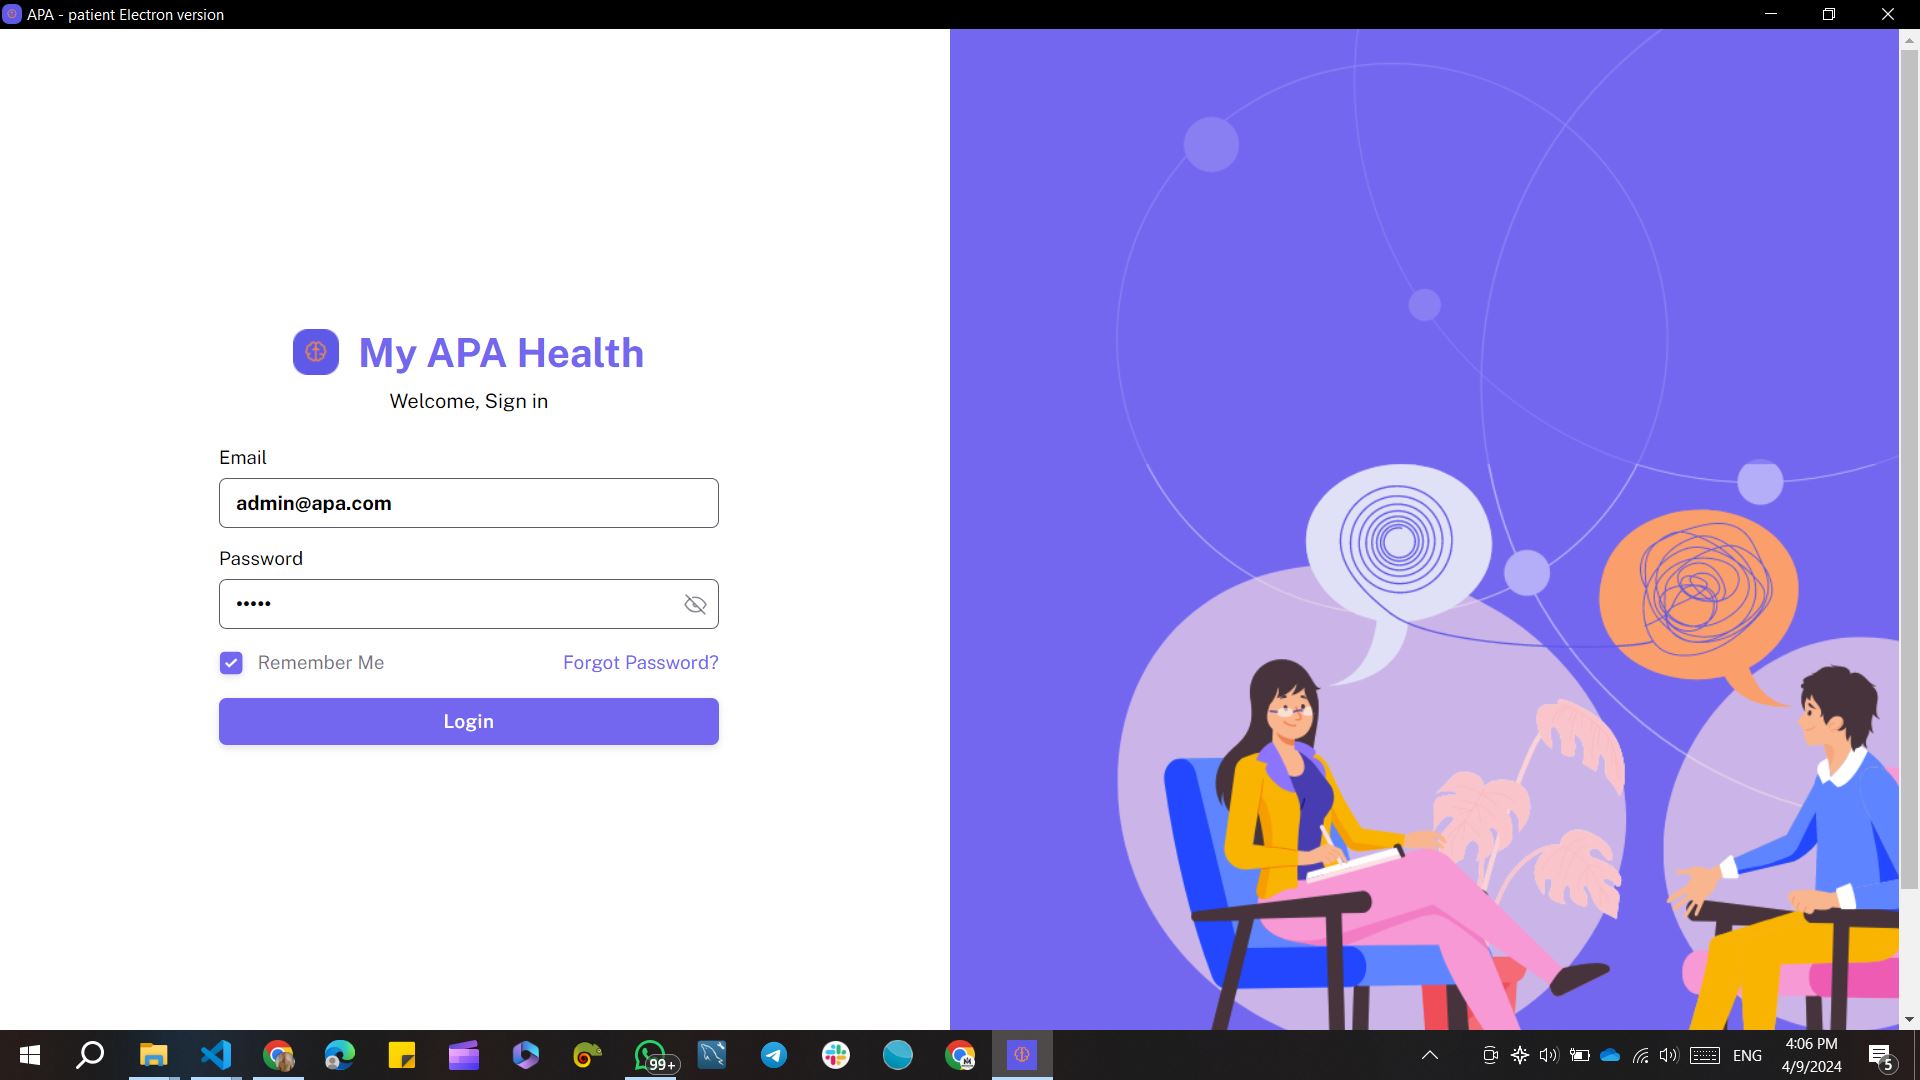 APA - patient Electron version
My APA Health
Welcome, Sign in
Email
admin@apa.com
Password
•••••
Remember Me
Forgot Password?
Login
99+
ENG
4:06 PM
4/9/2024
5